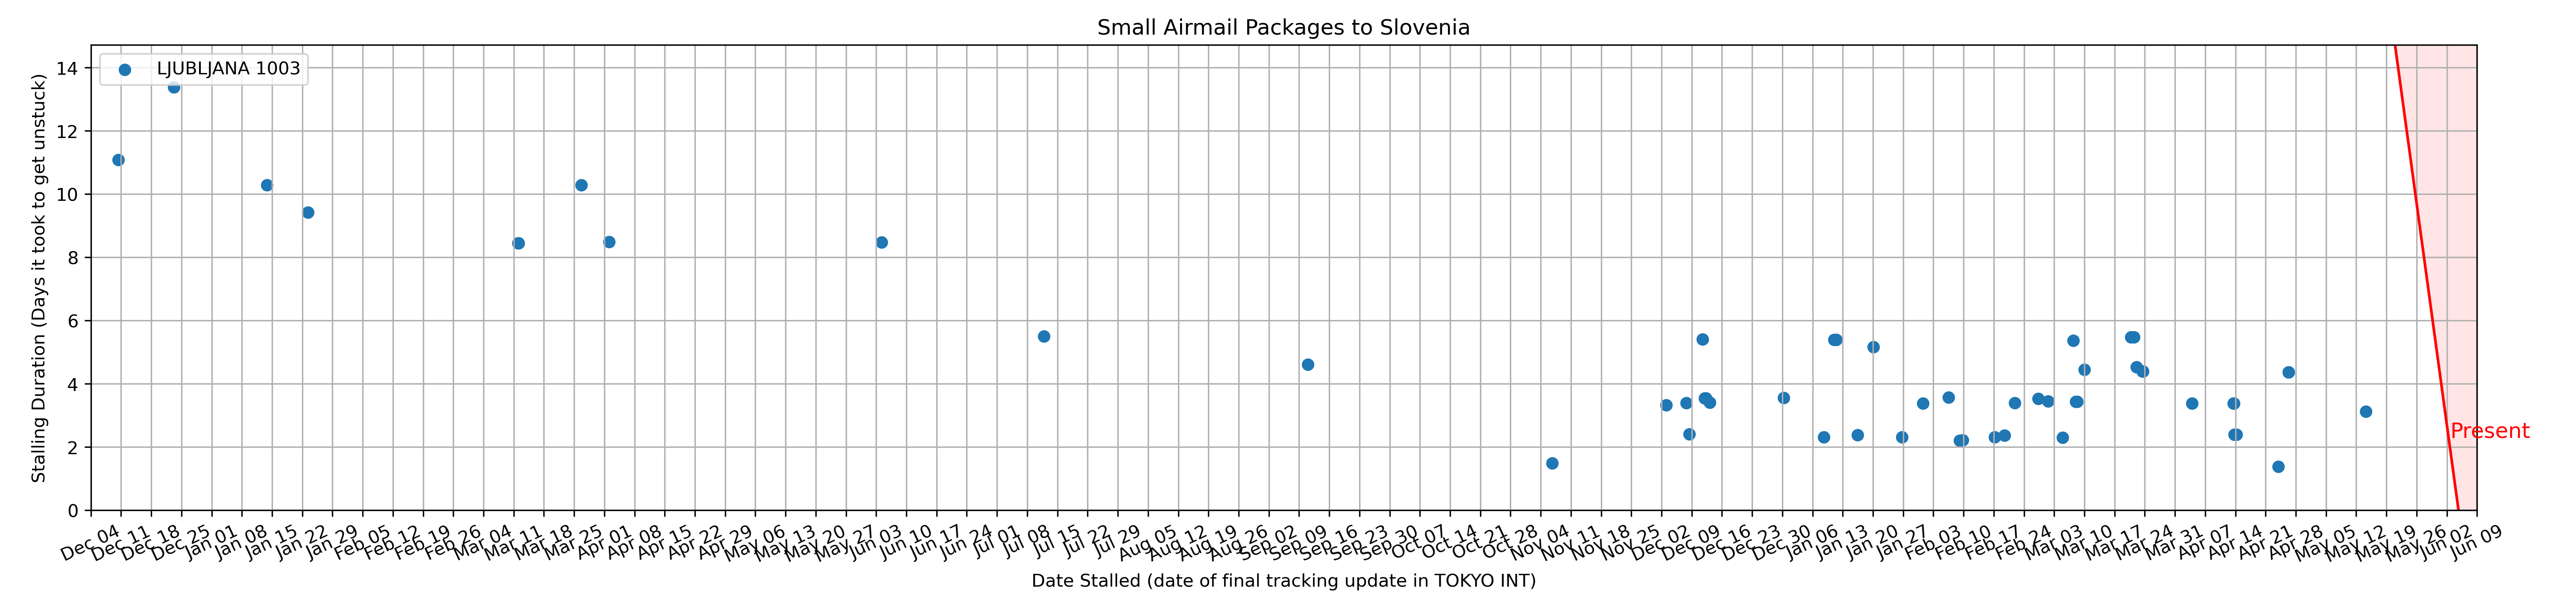 Small Airmail Packages to Slovenia
LJUBLJANA 1003
Stalling Duration (Days it took to get unstuck)
14
12
10
8
6
4
2
0
Present
Dec 04 Dec 11 Dec 18 Dec 25 Jan 01 Jan 08 Jan 15 Jan 22 Jan 29 Feb 05 Feb 12 Feb 19 Feb 26 Mar 04 Mar 11 Mar 18 Mar 25 Apr 01 Apr 08 Apr 15 Apr 22 Apr 29 May 06 May 13 May 20 May 27 Jun 03 Jun 10 Jun 17 Jun 24 Jul 01 Jul 08 Jul 15 Jul 22 Jul 29 Aug 05 Aug 12 Aug 19 Aug 26 Sep 02 Sep 09 Sep 16 Sep 23 Sep 30 Oct 07 Oct 14 Oct 21 Oct 28 Nov 04 Nov 11 Nov 18 Nov 25 Dec 02 Dec 09 Dec 16 Dec 23 Dec 30 Jan 06 Jan 13 Jan 20 Jan 27 Feb 03 Feb 10 Feb 17 Feb 24 Mar 03 Mar 10 Mar 17 Mar 24 Mar 31 Apr 07 Apr 14 Apr 21 Apr 28 May 05 May 12 May 19 May 26 Jun 02 Jun 09
Date Stalled (date of final tracking update in TOKYO INT)